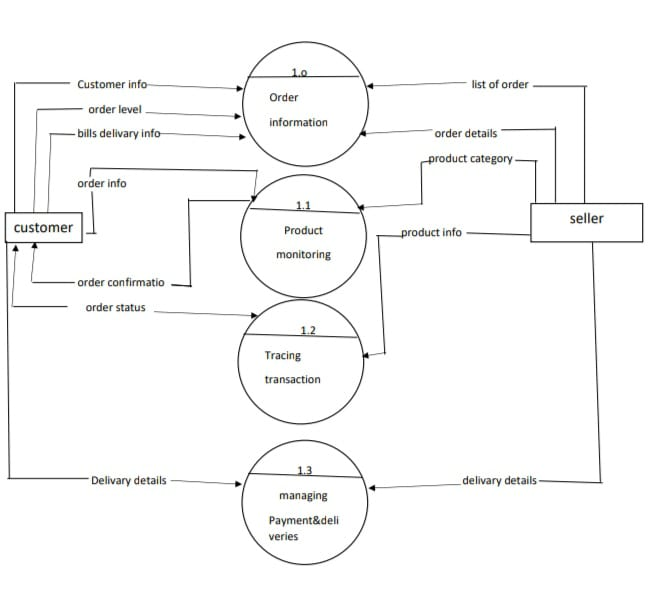 1.o
Customer info
list of order
Order
order level
information
bills delivary info
order details
product category
order info
1.1
customer
seller
Product
product info
monitoring
order confirmatio
order status
1.2
Tracing
transaction
1.3
Delivary details
delivary details
managing
Payment&deli
veries